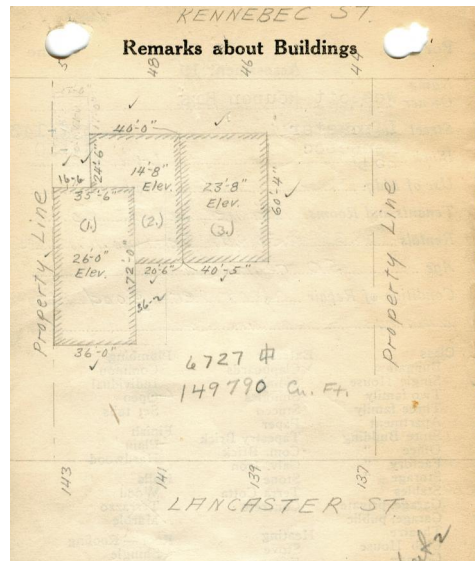 KENNEBEC ST.
Remarks about Buildings
48
46
44
40'-0"
24'-6"
14'-8"
Elev.
23'-8"
Elev.
60'-4"
16-6
35'-6"
(1.)
(2.)
(3.)
26'-0"
Elev.
72'-0"
20'-6"
40'-5"
36-2
36'-0"
Property Line
Property Line
6727
149790 Cu. Ft.
143
141
139
137
LANCASTER ST.